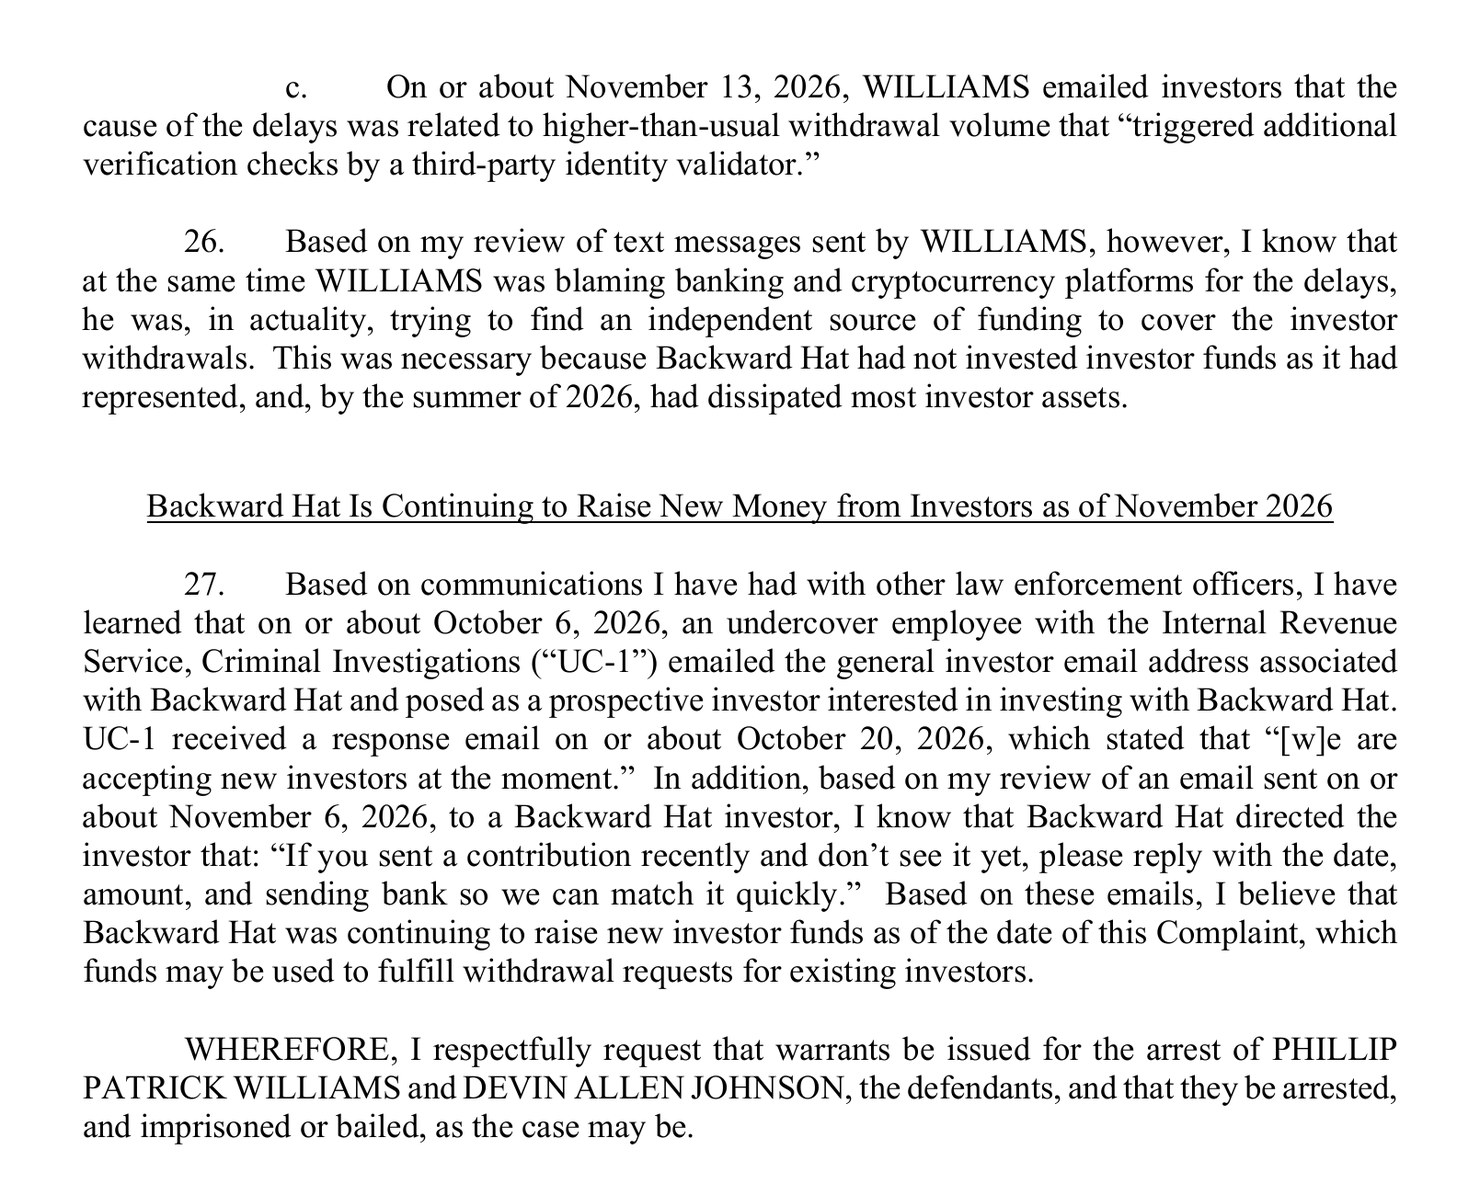 c. On or about November 13, 2026, WILLIAMS emailed investors that the
cause of the delays was related to higher-than-usual withdrawal volume that “triggered additional
verification checks by a third-party identity validator.”
26. Based on my review of text messages sent by WILLIAMS, however, I know that
at the same time WILLIAMS was blaming banking and cryptocurrency platforms for the delays,
he was, in actuality, trying to find an independent source of funding to cover the investor
withdrawals. This was necessary because Backward Hat had not invested investor funds as it had
represented, and, by the summer of 2026, had dissipated most investor assets.
Backward Hat Is Continuing to Raise New Money from Investors as of November 2026
27. Based on communications I have had with other law enforcement officers, I have
learned that on or about October 6, 2026, an undercover employee with the Internal Revenue
Service, Criminal Investigations (“UC-1”) emailed the general investor email address associated
with Backward Hat and posed as a prospective investor interested in investing with Backward Hat.
UC-1 received a response email on or about October 20, 2026, which stated that “[w]e are
accepting new investors at the moment.” In addition, based on my review of an email sent on or
about November 6, 2026, to a Backward Hat investor, I know that Backward Hat directed the
investor that: “If you sent a contribution recently and don’t see it yet, please reply with the date,
amount, and sending bank so we can match it quickly.” Based on these emails, I believe that
Backward Hat was continuing to raise new investor funds as of the date of this Complaint, which
funds may be used to fulfill withdrawal requests for existing investors.
WHEREFORE, I respectfully request that warrants be issued for the arrest of PHILLIP
PATRICK WILLIAMS and DEVIN ALLEN JOHNSON, the defendants, and that they be arrested,
and imprisoned or bailed, as the case may be.